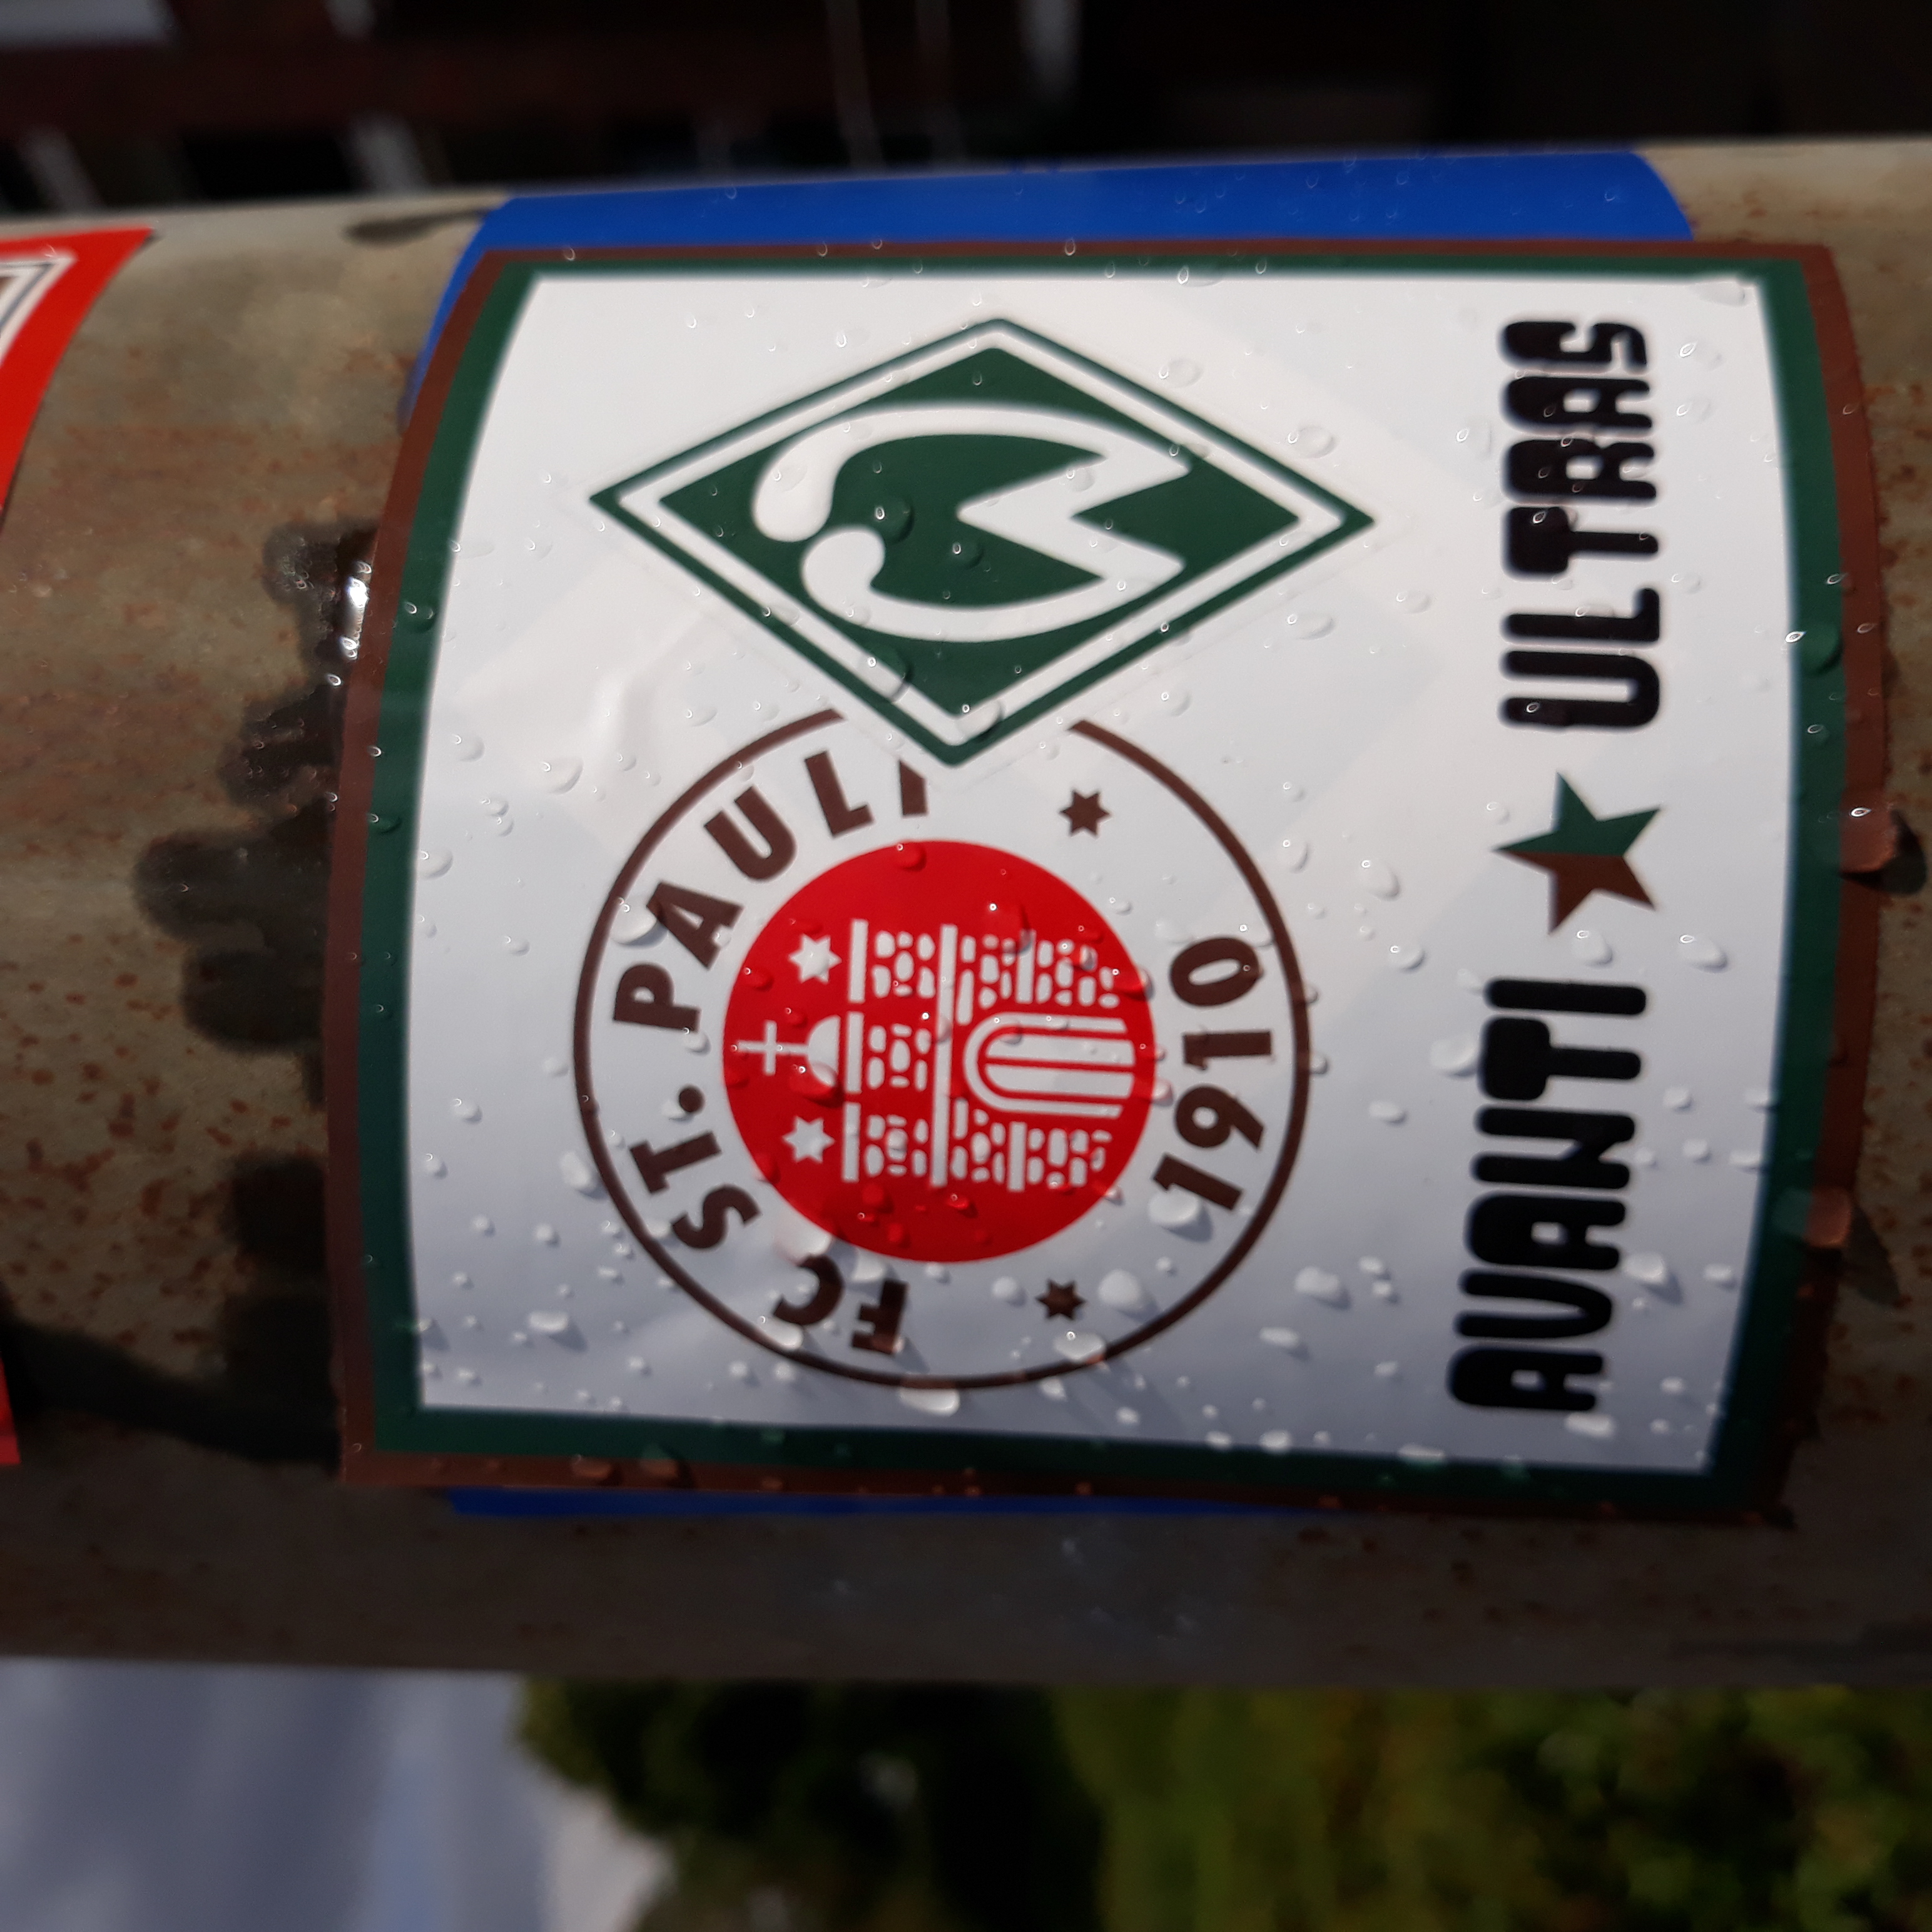 FC ST. PAULI
1910
AVANTI ★ ULTRAS